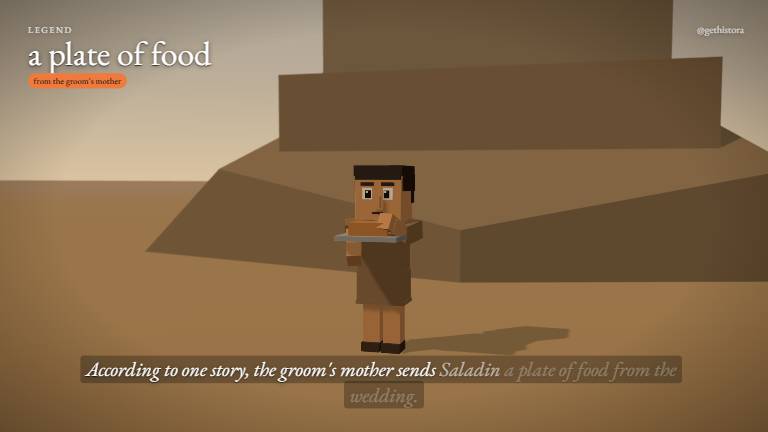 LEGEND
@gethistora
a plate of food
from the groom's mother
According to one story, the groom's mother sends Saladin a plate of food from the
wedding.